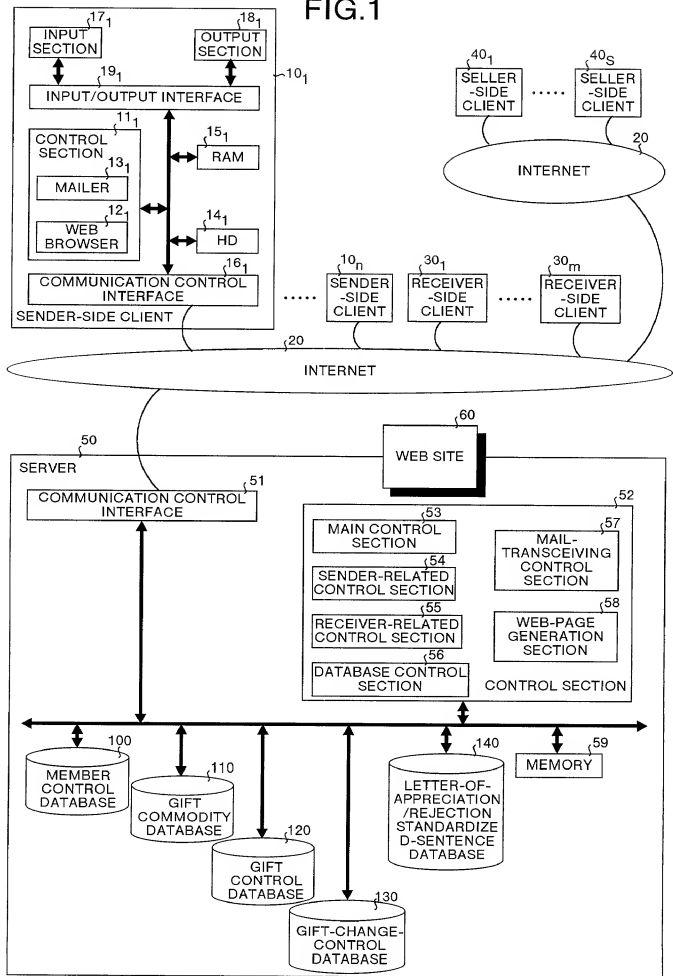 FIG.1
17₁
INPUT
SECTION
18₁
OUTPUT
SECTION
10₁
19₁
INPUT/OUTPUT INTERFACE
11₁
CONTROL
SECTION
13₁
MAILER
12₁
WEB
BROWSER
15₁
RAM
14₁
HD
16₁
COMMUNICATION CONTROL
INTERFACE
SENDER-SIDE CLIENT
40₁
SELLER
-SIDE
CLIENT
.....
40S
SELLER
-SIDE
CLIENT
20
INTERNET
.....
10n
SENDER
-SIDE
CLIENT
30₁
RECEIVER
-SIDE
CLIENT
.....
30m
RECEIVER
-SIDE
CLIENT
20
INTERNET
50
SERVER
60
WEB SITE
51
COMMUNICATION CONTROL
INTERFACE
52
53
MAIN CONTROL
SECTION
54
SENDER-RELATED
CONTROL SECTION
55
RECEIVER-RELATED
CONTROL SECTION
56
DATABASE CONTROL
SECTION
57
MAIL-
TRANSCEIVING
CONTROL
SECTION
58
WEB-PAGE
GENERATION
SECTION
CONTROL SECTION
100
MEMBER
CONTROL
DATABASE
110
GIFT
COMMODITY
DATABASE
120
GIFT
CONTROL
DATABASE
130
GIFT-CHANGE-
CONTROL
DATABASE
140
LETTER-OF-
APPRECIATION
/REJECTION
STANDARDIZE
D-SENTENCE
DATABASE
59
MEMORY